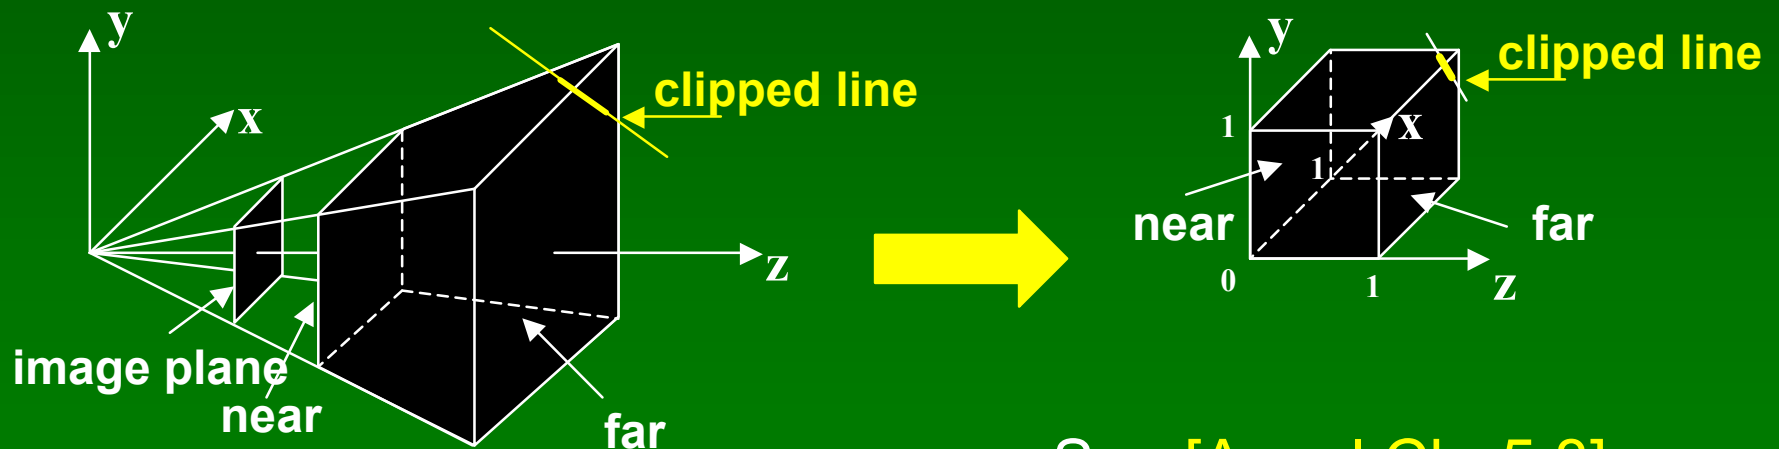 y
x
clipped line
z
image plane
near
far
y
clipped line
1
x
1
near
far
0
1
z